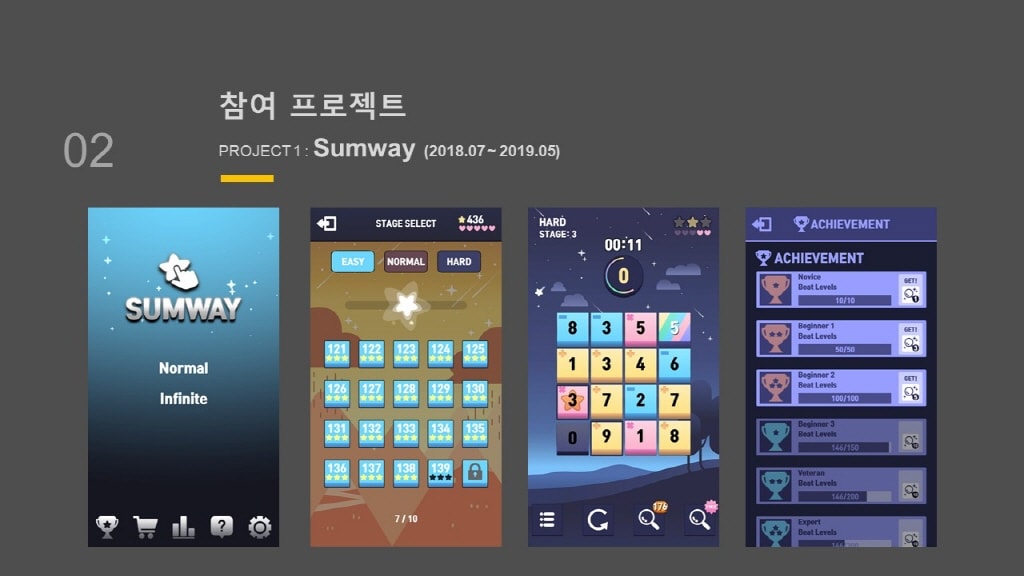 참여 프로젝트
02
PROJECT 1 : Sumway (2018.07 ~ 2019.05)
SUMWAY
Normal
Infinite
?
STAGE SELECT
436
EASY NORMAL HARD
121 122 123 124 125
126 127 128 129 130
131 132 133 134 135
136 137 138 139
7 / 10
HARD
STAGE: 3
00:11
0
8 3 5 5
1 3 4 6
3 7 2 7
0 9 1 8
176
ACHIEVEMENT
ACHIEVEMENT
Novice
Beat Levels
10/10
GET!
1
Beginner 1
Beat Levels
50/50
GET!
Beginner 2
Beat Levels
100/100
GET!
Beginner 3
Beat Levels
146/150
Veteran
Beat Levels
146/200
Expert
Beat Levels